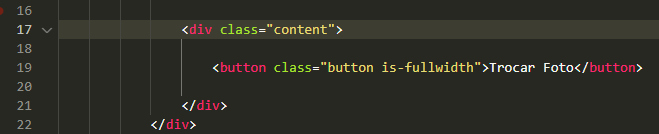 16
17 <div class="content">
18
19 <button class="button is-fullwidth">Trocar Foto</button>
20
21 </div>
22 </div>